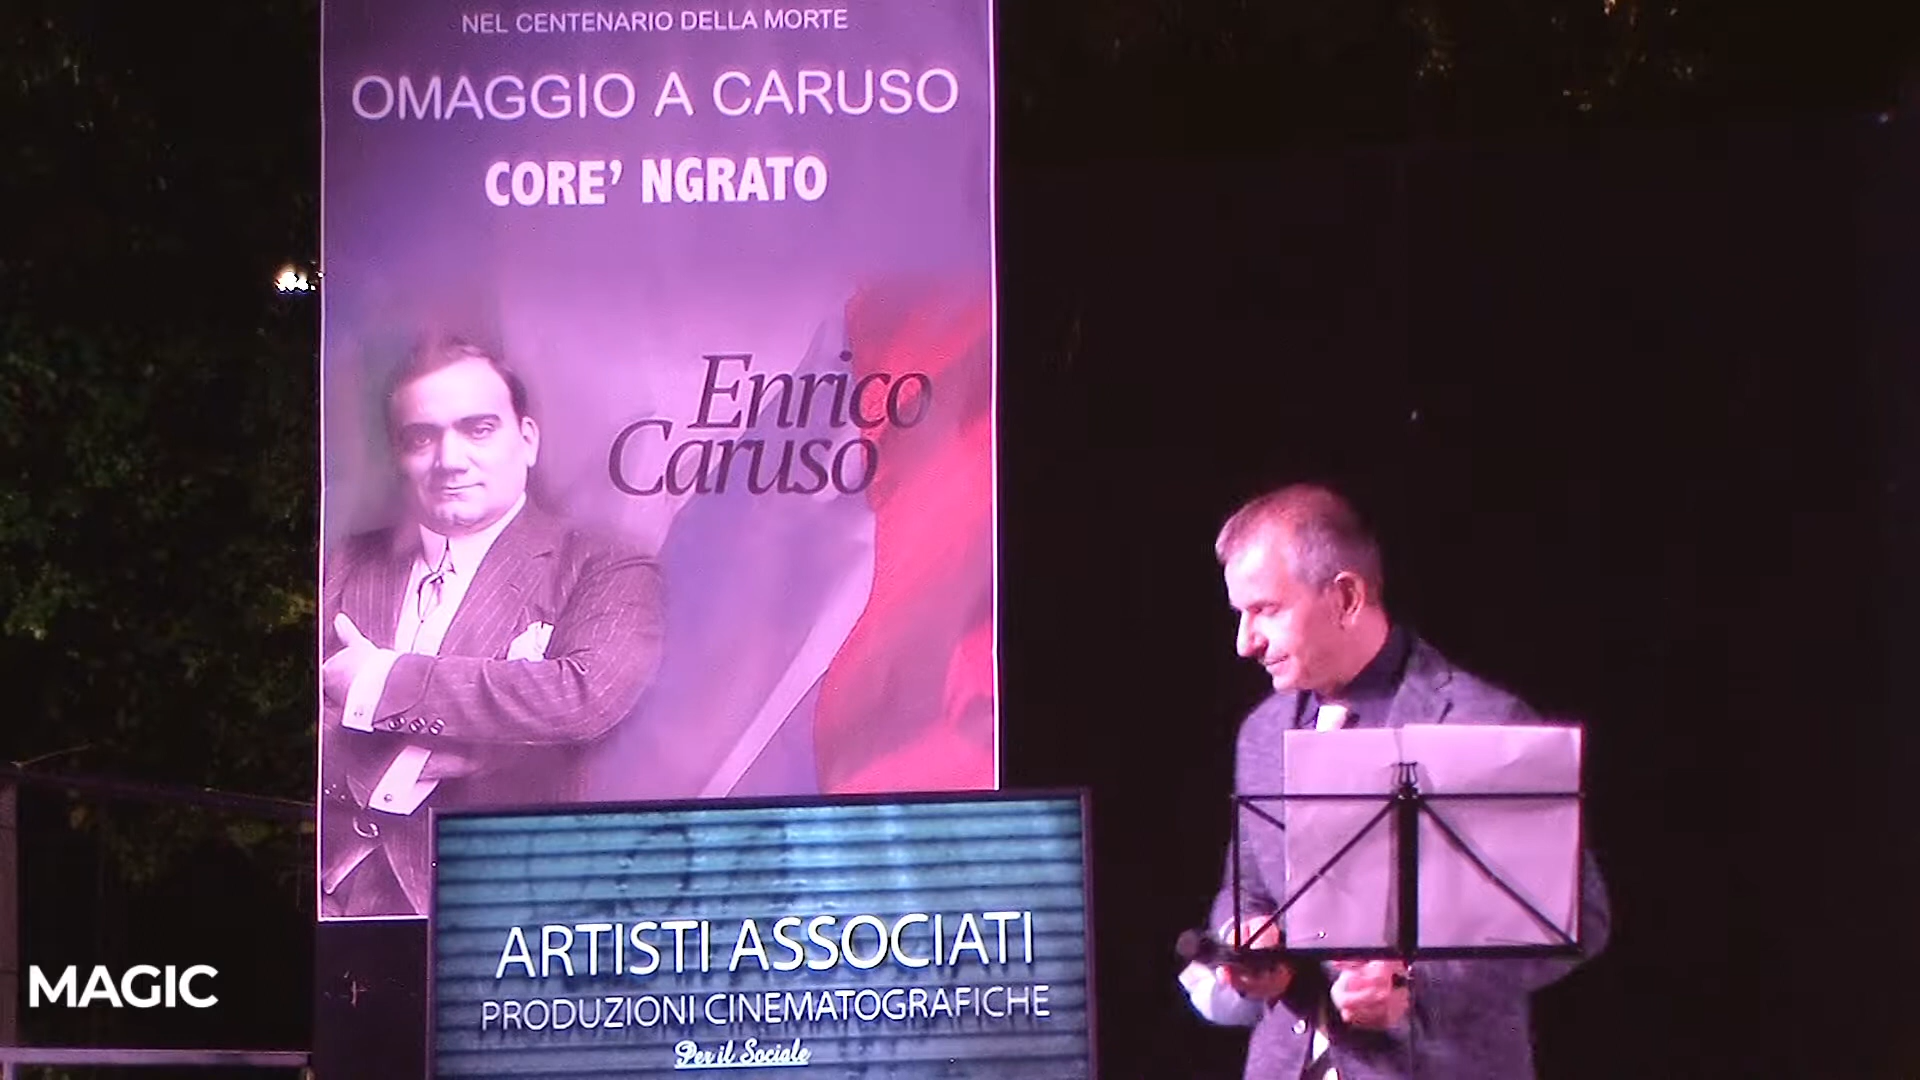 NEL CENTENARIO DELLA MORTE
OMAGGIO A CARUSO
CORE' NGRATO
Enrico
Caruso
ARTISTI ASSOCIATI
PRODUZIONI CINEMATOGRAFICHE
Per il Sociale
MAGIC